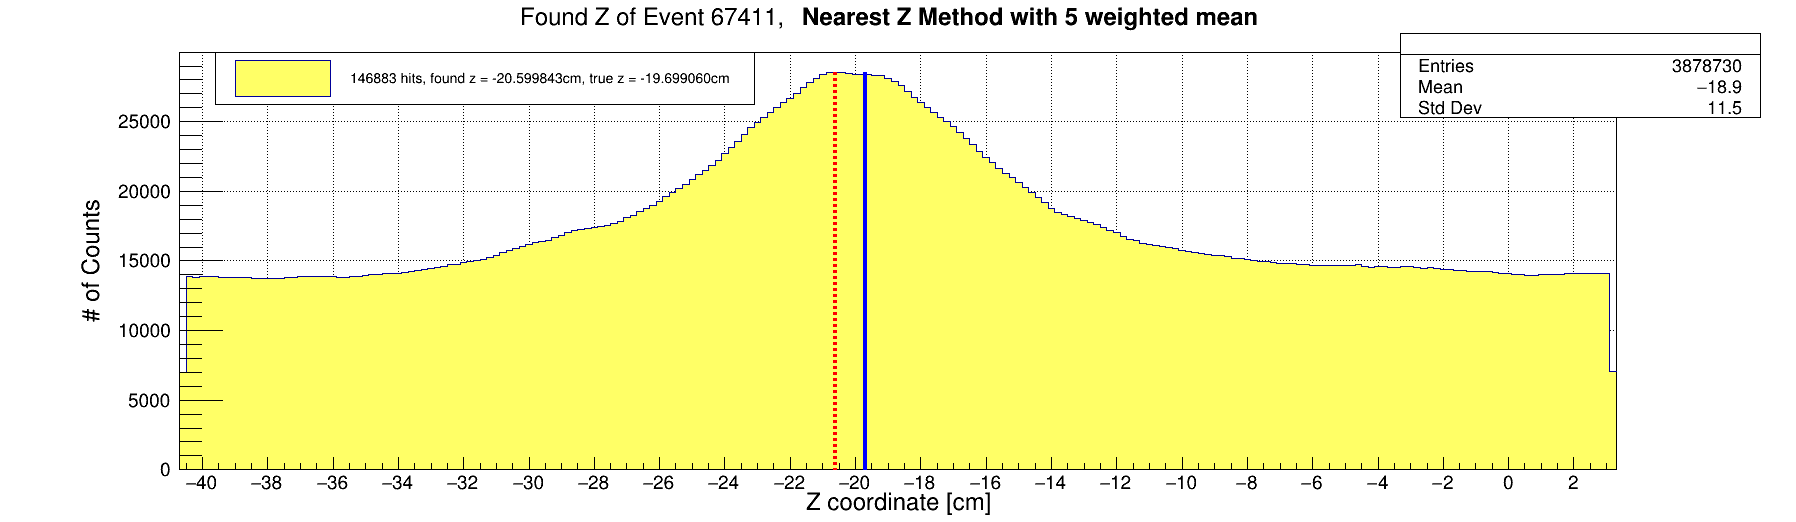 Found Z of Event 67411, Nearest Z Method with 5 weighted mean
146883 hits, found z = -20.599843cm, true z = -19.699060cm
Entries 3878730
Mean −18.9
Std Dev 11.5
# of Counts
25000
20000
15000
10000
5000
0
−40 −38 −36 −34 −32 −30 −28 −26 −24 −22 −20 −18 −16 −14 −12 −10 −8 −6 −4 −2 0 2
Z coordinate [cm]